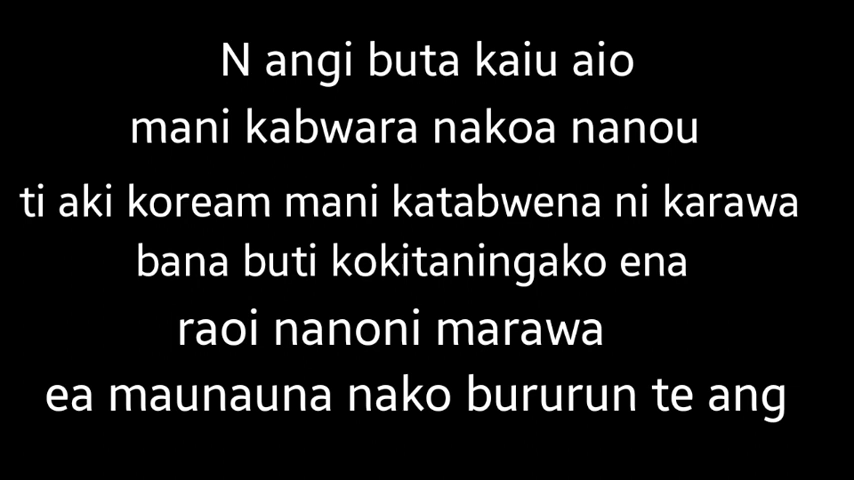 N angi buta kaiu aio
mani kabwara nakoa nanou
ti aki koream mani katabwena ni karawa
bana buti kokitaningako ena
raoi nanoni marawa
ea maunauna nako bururun te ang